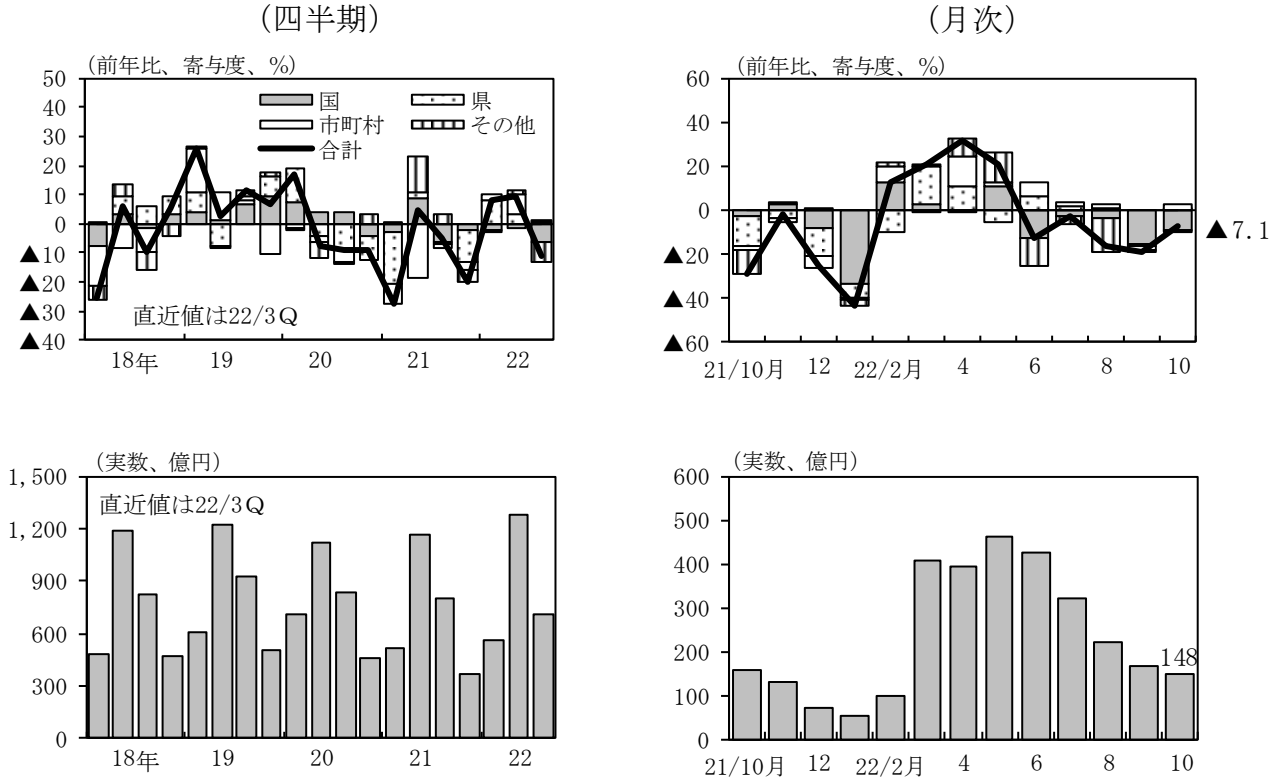 （四半期）
（前年比、寄与度、%）
50
40
30
20
10
0
▲10
▲20
▲30
▲40
国
県
市町村
その他
合計
直近値は22/3Q
18年 19 20 21 22
（月次）
（前年比、寄与度、%）
60
40
20
0
▲20
▲40
▲60
▲7.1
21/10月 12 22/2月 4 6 8 10
（実数、億円）
1,500
1,200
900
600
300
0
直近値は22/3Q
18年 19 20 21 22
（実数、億円）
600
500
400
300
200
100
0
148
21/10月 12 22/2月 4 6 8 10